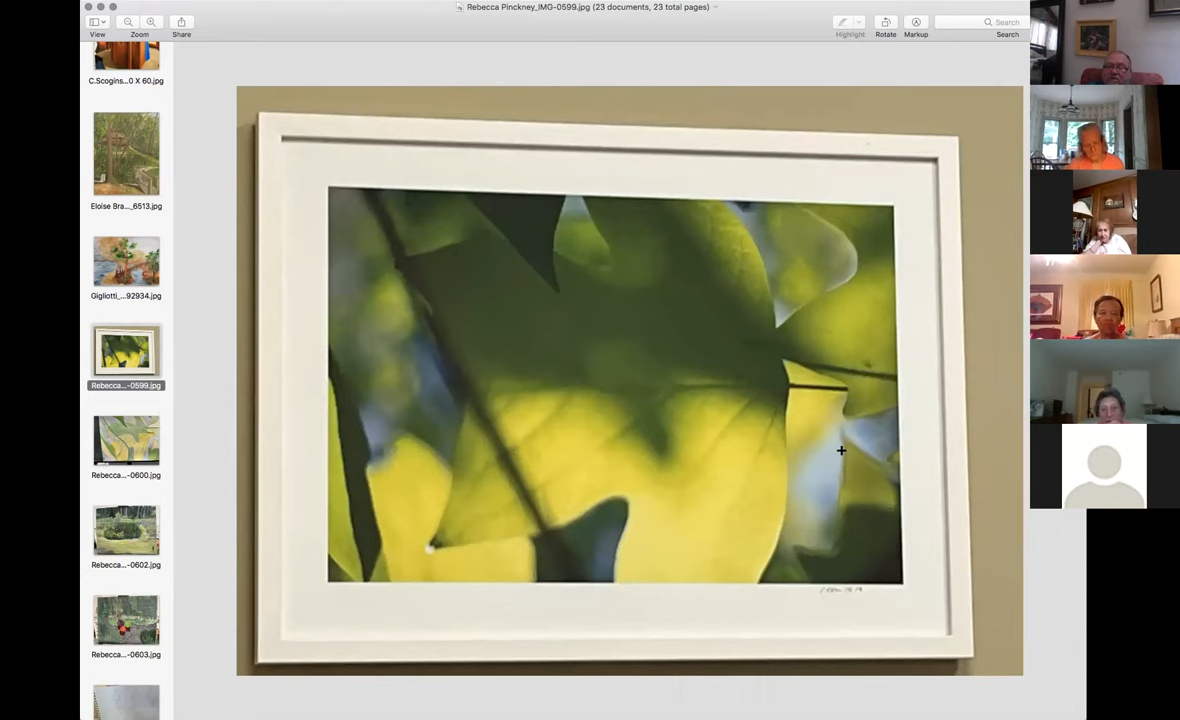 Rebecca Pinckney_IMG-0599.jpg (23 documents, 23 total pages)
View
Zoom
Share
Highlight
Rotate
Markup
Search
Search
C.Scogins...0 X 60.jpg
Eloise Bra..._6513.jpg
Gigliotti_...92934.jpg
Rebecca...-0599.jpg
Rebecca...-0600.jpg
Rebecca...-0602.jpg
Rebecca...-0603.jpg